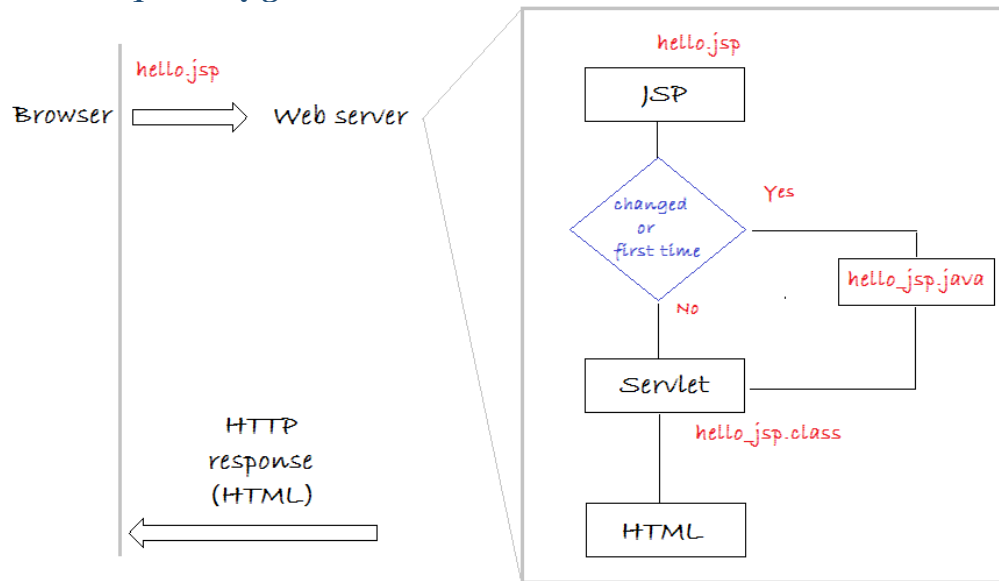 hello.jsp
Browser
Web server
HTTP
response
(HTML)
hello.jsp
JSP
changed
or
first time
Yes
hello_jsp.java
No
Servlet
hello_jsp.class
HTML